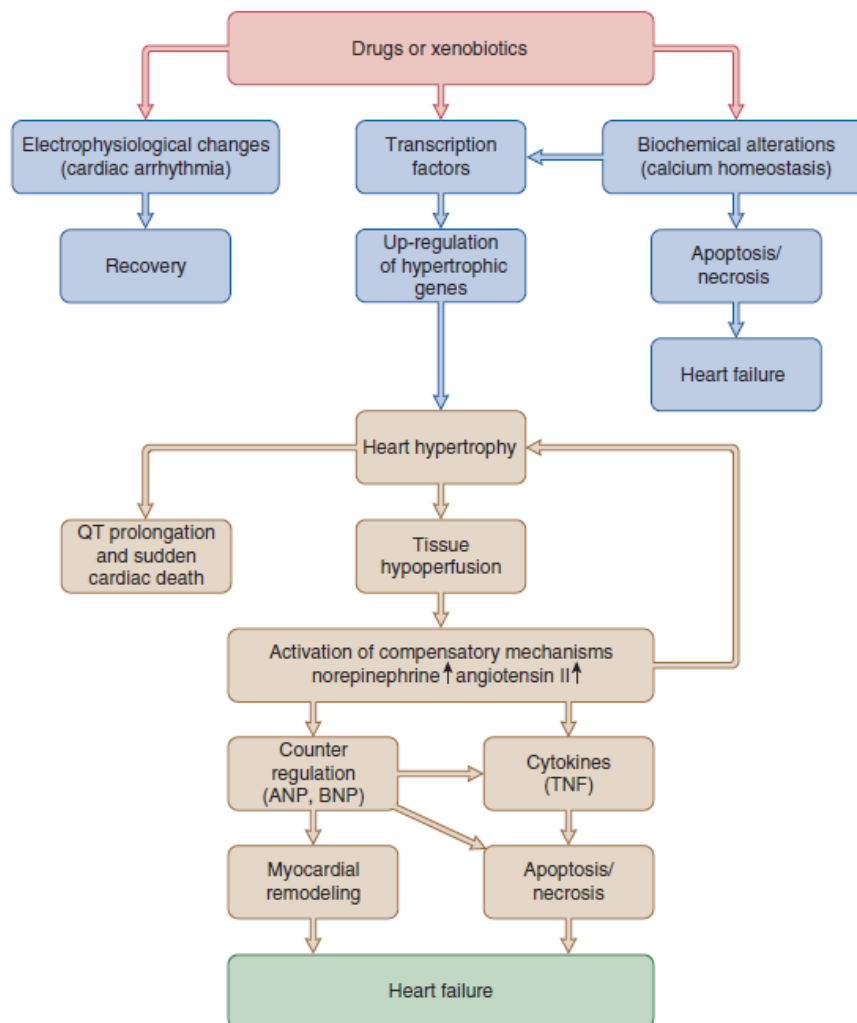 Drugs or xenobiotics
Electrophysiological changes
(cardiac arrhythmia)
Transcription
factors
Biochemical alterations
(calcium homeostasis)
Recovery
Up-regulation
of hypertrophic
genes
Apoptosis/
necrosis
Heart failure
Heart hypertrophy
QT prolongation
and sudden
cardiac death
Tissue
hypoperfusion
Activation of compensatory mechanisms
norepinephrine↑ angiotensin II↑
Counter
regulation
(ANP, BNP)
Cytokines
(TNF)
Myocardial
remodeling
Apoptosis/
necrosis
Heart failure